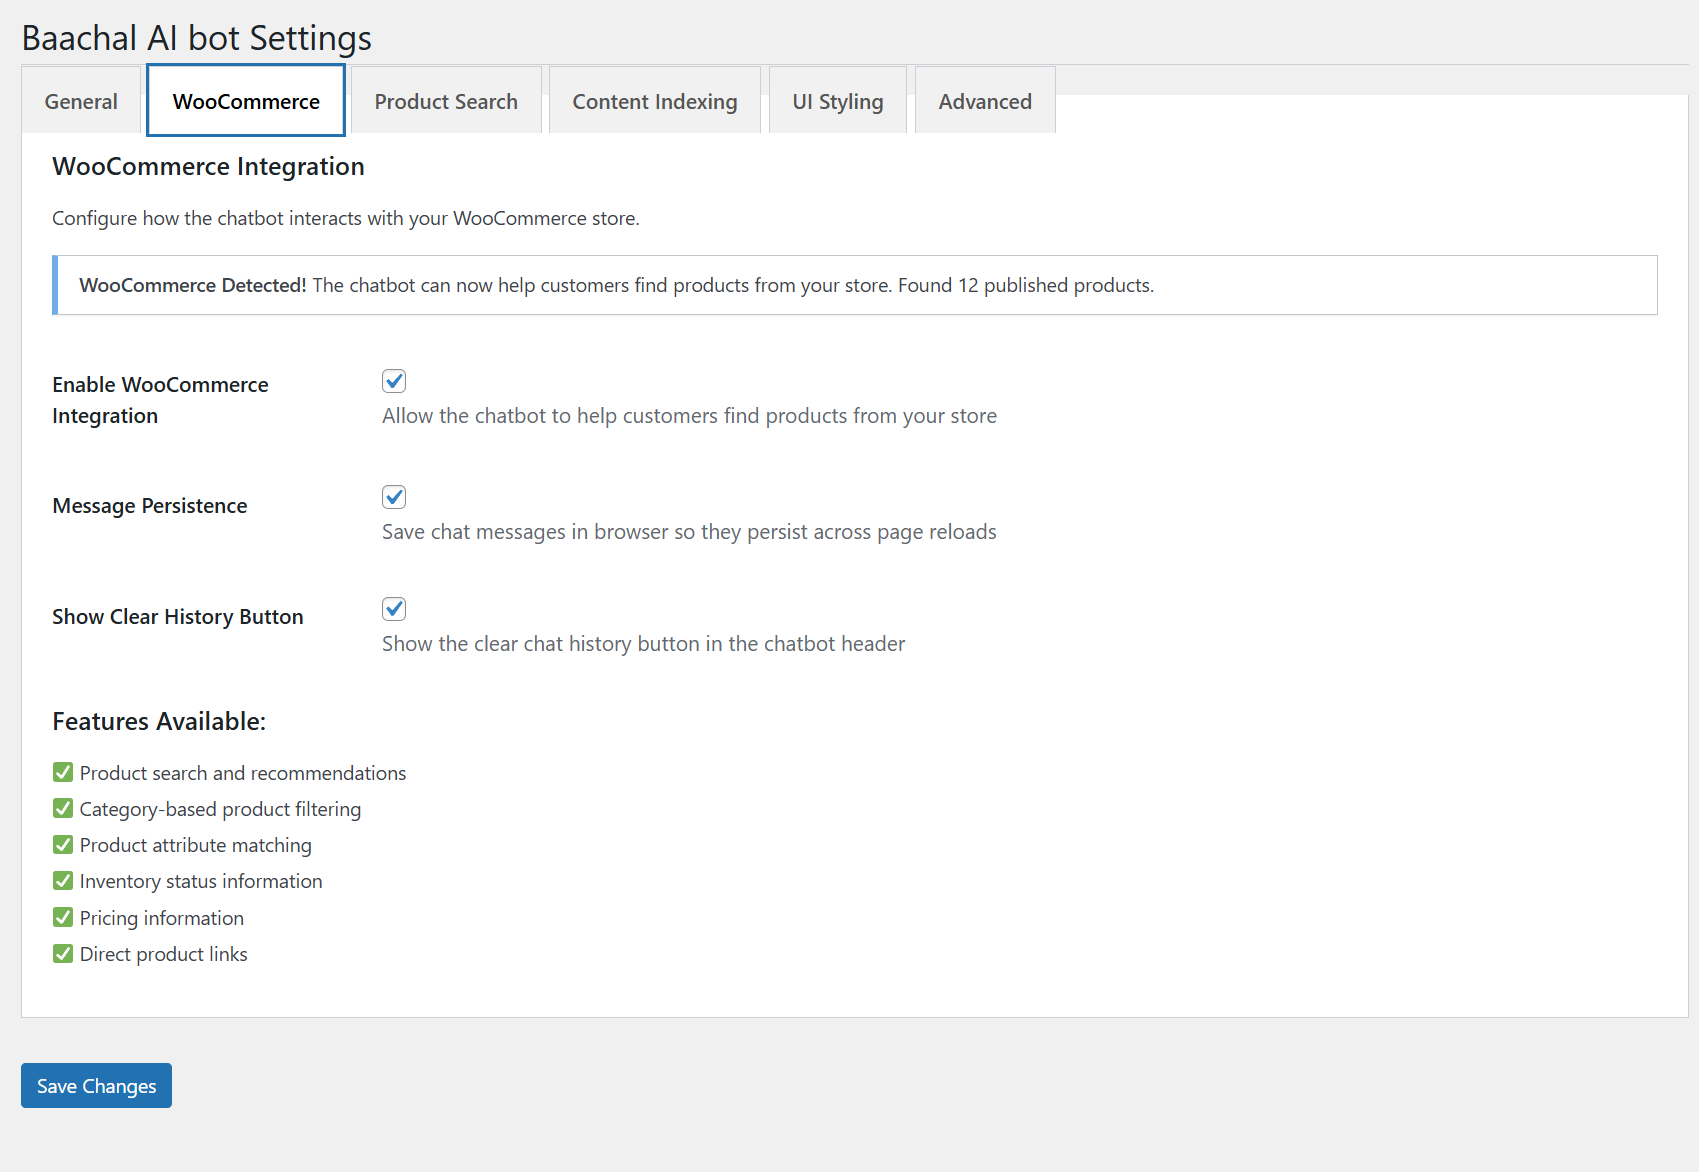 Baachal AI bot Settings
General
WooCommerce
Product Search
Content Indexing
UI Styling
Advanced
WooCommerce Integration
Configure how the chatbot interacts with your WooCommerce store.
WooCommerce Detected! The chatbot can now help customers find products from your store. Found 12 published products.
Enable WooCommerce
Integration
Allow the chatbot to help customers find products from your store
Message Persistence
Save chat messages in browser so they persist across page reloads
Show Clear History Button
Show the clear chat history button in the chatbot header
Features Available:
✅ Product search and recommendations
✅ Category-based product filtering
✅ Product attribute matching
✅ Inventory status information
✅ Pricing information
✅ Direct product links
Save Changes